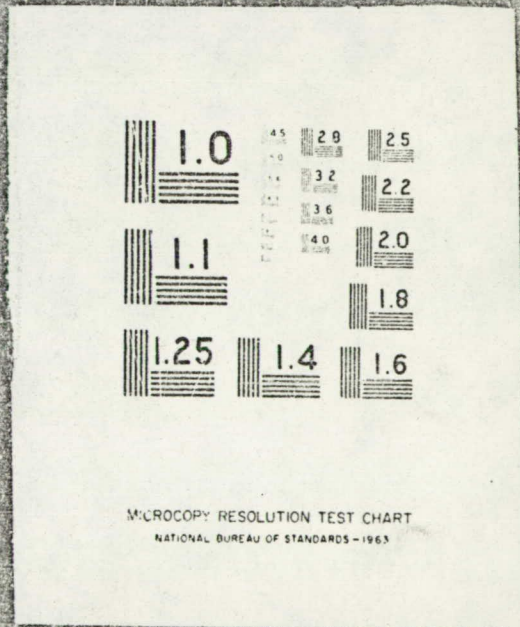 1.0
45 28 25
32 2.2
36
1.1 40 2.0
1.8
1.25 1.4 1.6
MICROCOPY RESOLUTION TEST CHART
NATIONAL BUREAU OF STANDARDS-1963